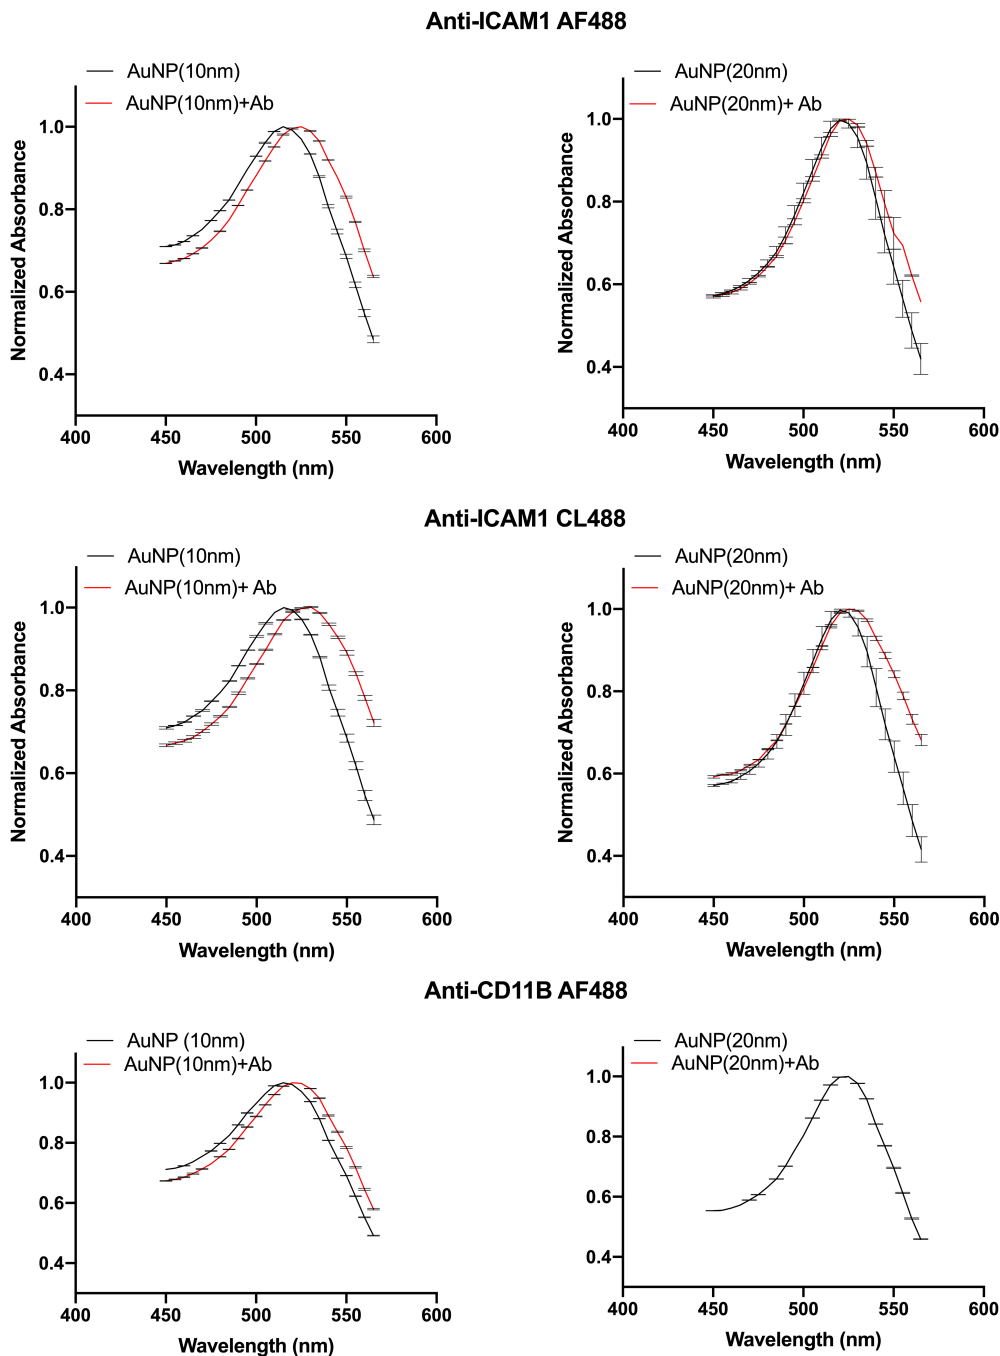 Anti-ICAM1 AF488
AuNP(10nm)
AuNP(10nm)+Ab
Normalized Absorbance
1.0
0.8
0.6
0.4
400
450
500
550
600
Wavelength (nm)
AuNP(20nm)
AuNP(20nm)+ Ab
Normalized Absorbance
1.0
0.8
0.6
0.4
400
450
500
550
600
Wavelength (nm)
Anti-ICAM1 CL488
AuNP(10nm)
AuNP(10nm)+ Ab
Normalized Absorbance
1.0
0.8
0.6
0.4
400
450
500
550
600
Wavelength (nm)
AuNP(20nm)
AuNP(20nm)+ Ab
Normalized Absorbance
1.0
0.8
0.6
0.4
400
450
500
550
600
Wavelength (nm)
Anti-CD11B AF488
AuNP (10nm)
AuNP(10nm)+Ab
1.0
0.8
0.6
0.4
400
450
500
550
600
Wavelength (nm)
AuNP(20nm)
AuNP(20nm)+Ab
1.0
0.8
0.6
0.4
400
450
500
550
600
Wavelength (nm)